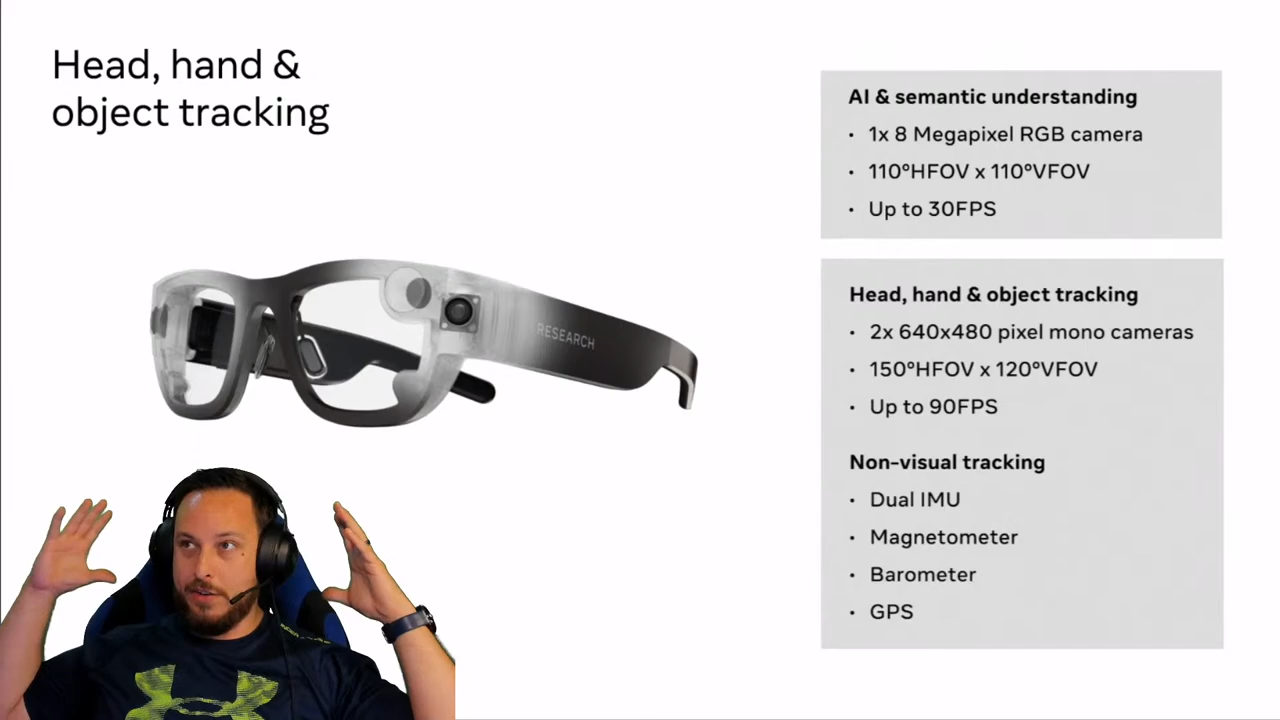 Head, hand &
object tracking
RESEARCH
AI & semantic understanding
• 1x 8 Megapixel RGB camera
• 110°HFOV x 110°VFOV
• Up to 30FPS
Head, hand & object tracking
• 2x 640x480 pixel mono cameras
• 150°HFOV x 120°VFOV
• Up to 90FPS
Non-visual tracking
• Dual IMU
• Magnetometer
• Barometer
• GPS